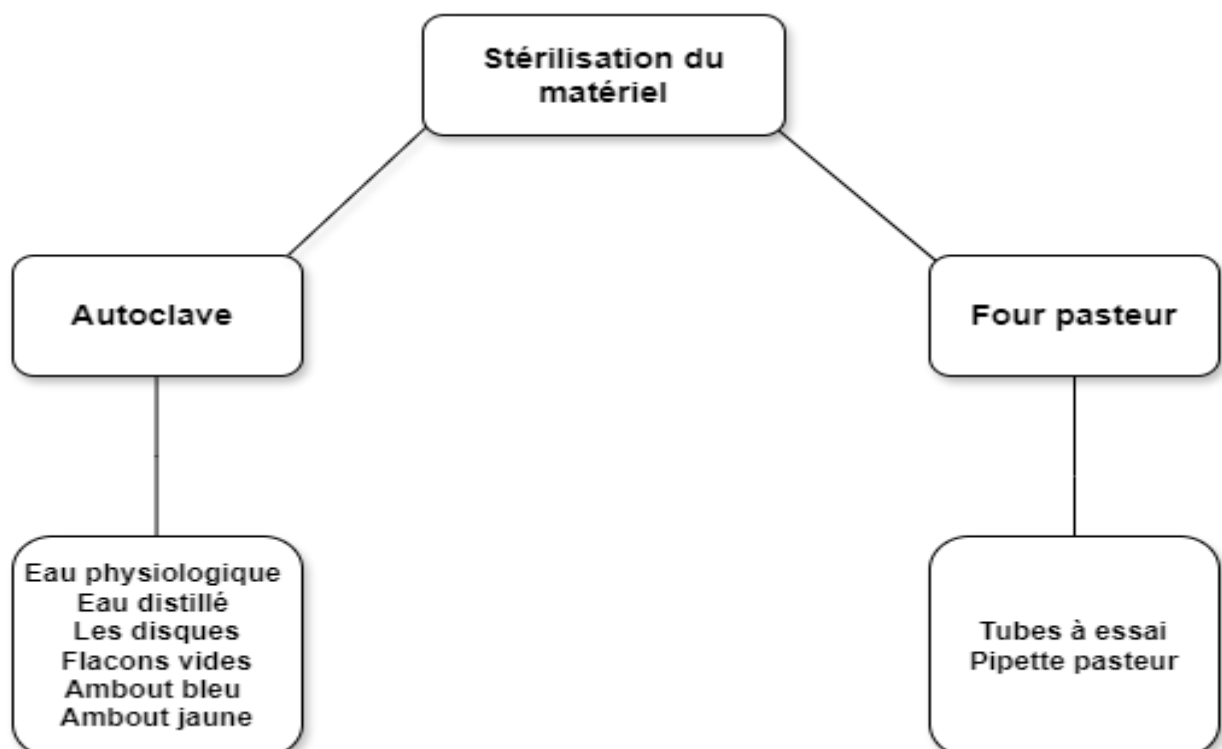 Stérilisation du
matériel
Autoclave
Four pasteur
Eau physiologique
Eau distillé
Les disques
Flacons vides
Ambout bleu
Ambout jaune
Tubes à essai
Pipette pasteur